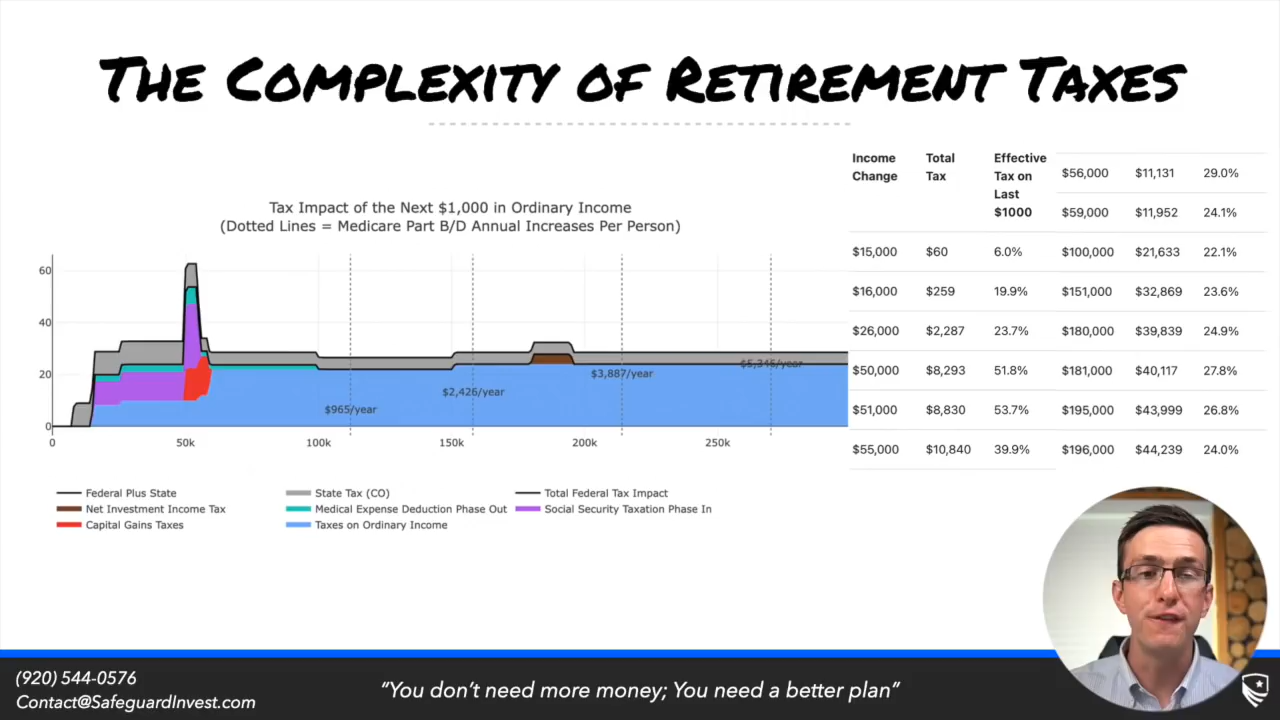 THE COMPLEXITY OF RETIREMENT TAXES
Tax Impact of the Next $1,000 in Ordinary Income
(Dotted Lines = Medicare Part B/D Annual Increases Per Person)
60
40
20
0
0 50k 100k 150k 200k 250k
$965/year
$2,426/year
$3,887/year
$5,346/year
Federal Plus State
Net Investment Income Tax
Capital Gains Taxes
State Tax (CO)
Medical Expense Deduction Phase Out
Taxes on Ordinary Income
Total Federal Tax Impact
Social Security Taxation Phase In
Income Change Total Tax Effective Tax on Last $1000
$15,000 $60 6.0%
$16,000 $259 19.9%
$26,000 $2,287 23.7%
$50,000 $8,293 51.8%
$51,000 $8,830 53.7%
$55,000 $10,840 39.9%
$56,000 $11,131 29.0%
$59,000 $11,952 24.1%
$100,000 $21,633 22.1%
$151,000 $32,869 23.6%
$180,000 $39,839 24.9%
$181,000 $40,117 27.8%
$195,000 $43,999 26.8%
$196,000 $44,239 24.0%
(920) 544-0576
Contact@SafeguardInvest.com
“You don’t need more money; You need a better plan”